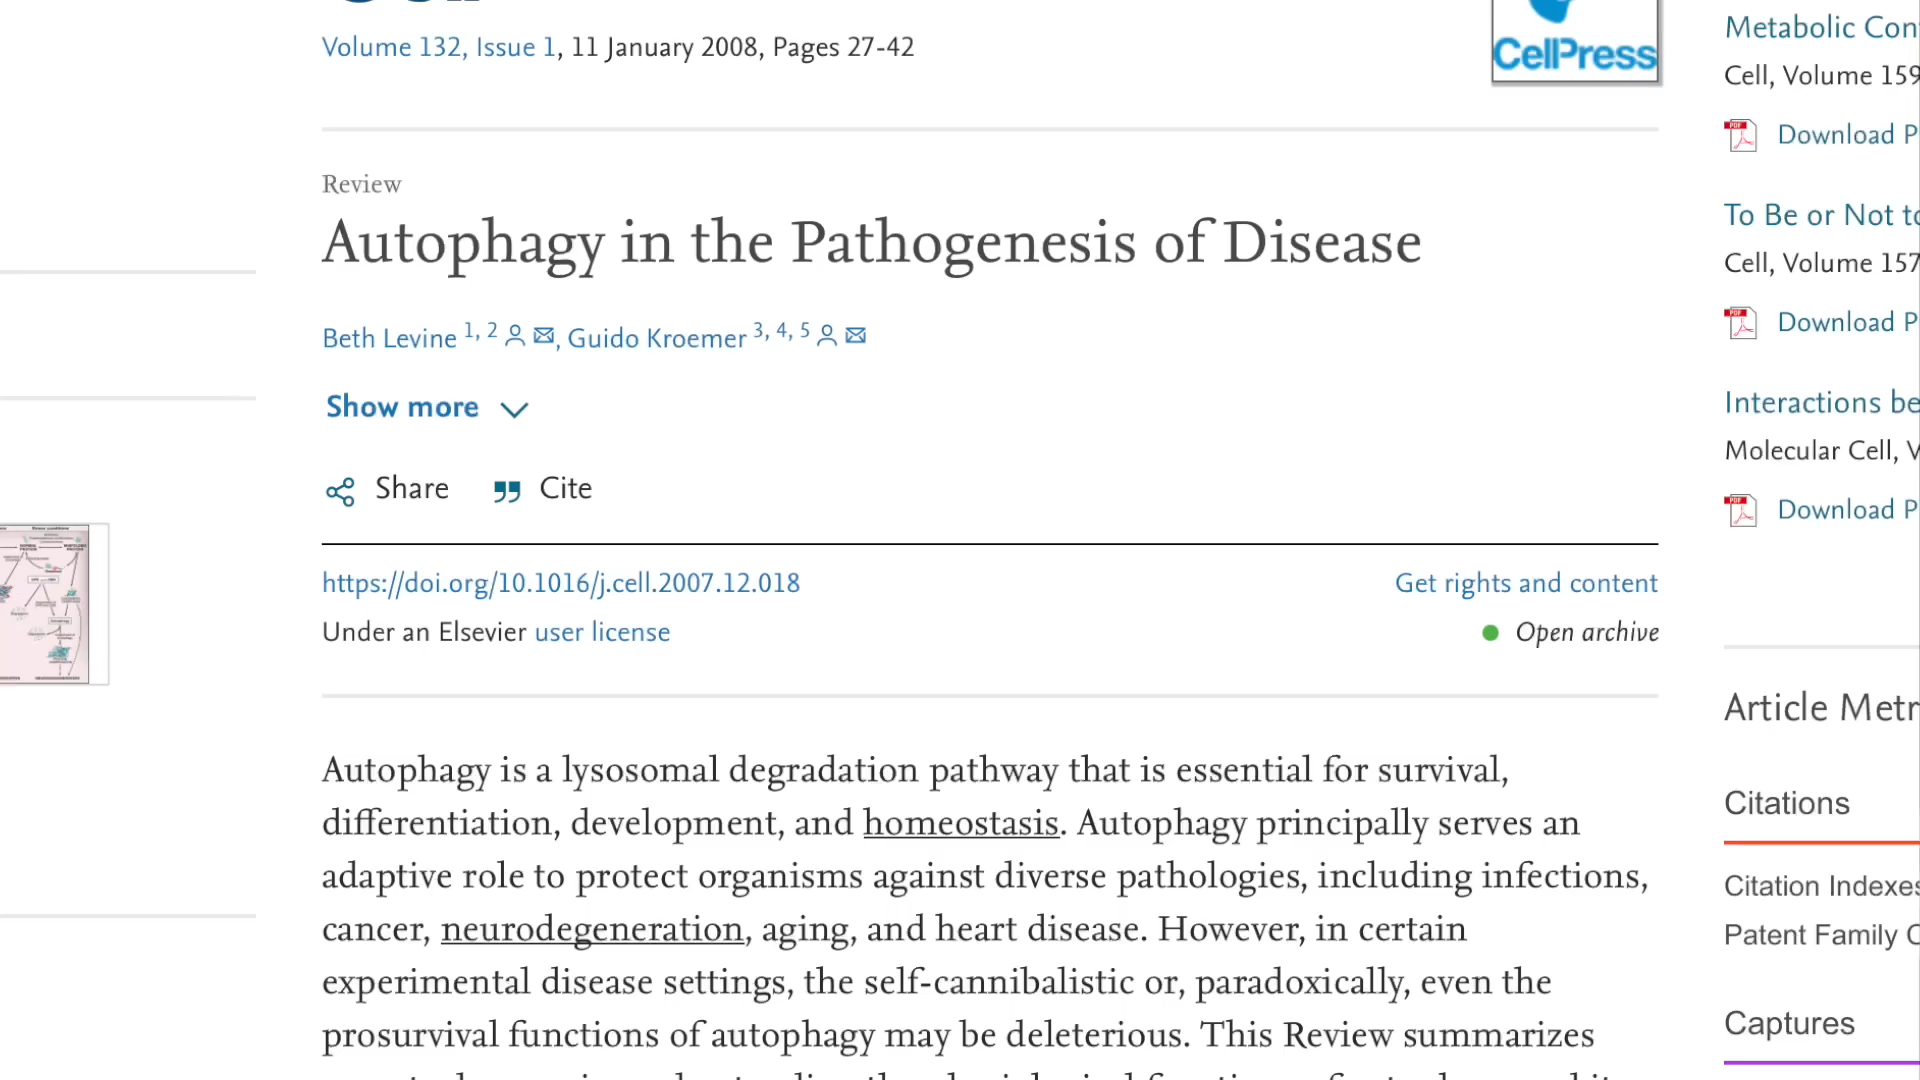 Volume 132, Issue 1, 11 January 2008, Pages 27-42
CellPress
Review
Autophagy in the Pathogenesis of Disease
Beth Levine 1, 2, Guido Kroemer 3, 4, 5
Show more
Share Cite
https://doi.org/10.1016/j.cell.2007.12.018
Get rights and content
Under an Elsevier user license
Open archive
Autophagy is a lysosomal degradation pathway that is essential for survival,
differentiation, development, and homeostasis. Autophagy principally serves an
adaptive role to protect organisms against diverse pathologies, including infections,
cancer, neurodegeneration, aging, and heart disease. However, in certain
experimental disease settings, the self-cannibalistic or, paradoxically, even the
prosurvival functions of autophagy may be deleterious. This Review summarizes
Metabolic Con
Cell, Volume 159
PDF Download P
To Be or Not to
Cell, Volume 157
PDF Download P
Interactions be
Molecular Cell, V
PDF Download P
Article Metr
Citations
Citation Indexes
Patent Family C
Captures